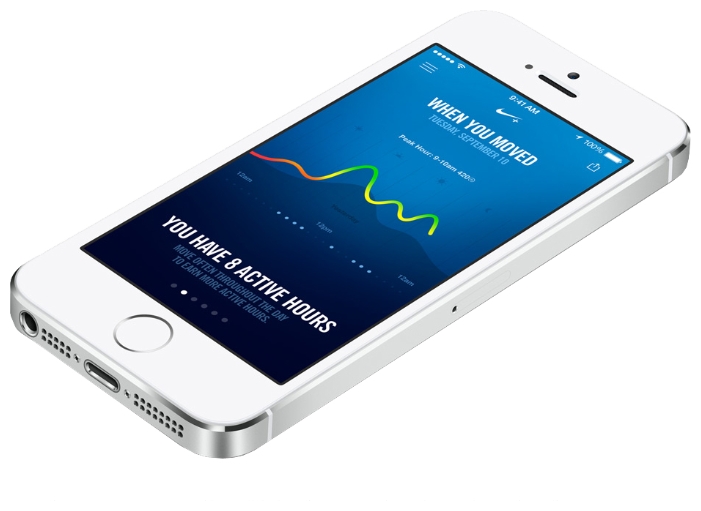 9:41 AM
100%
WHEN YOU MOVED
TUESDAY, SEPTEMBER 10
Peak Hour: 9-10am 420
12am
12pm
12am
YOU HAVE 8 ACTIVE HOURS
MOVE OFTEN THROUGHOUT THE DAY
TO EARN MORE ACTIVE HOURS.